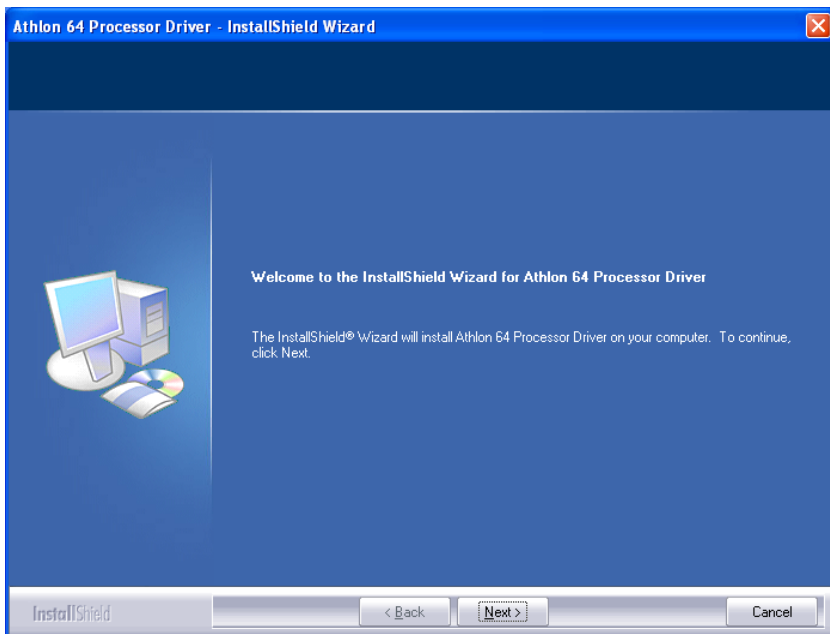 Athlon 64 Processor Driver - InstallShield Wizard
Welcome to the InstallShield Wizard for Athlon 64 Processor Driver
The InstallShield® Wizard will install Athlon 64 Processor Driver on your computer. To continue,
click Next.
InstallShield
< Back
Next >
Cancel